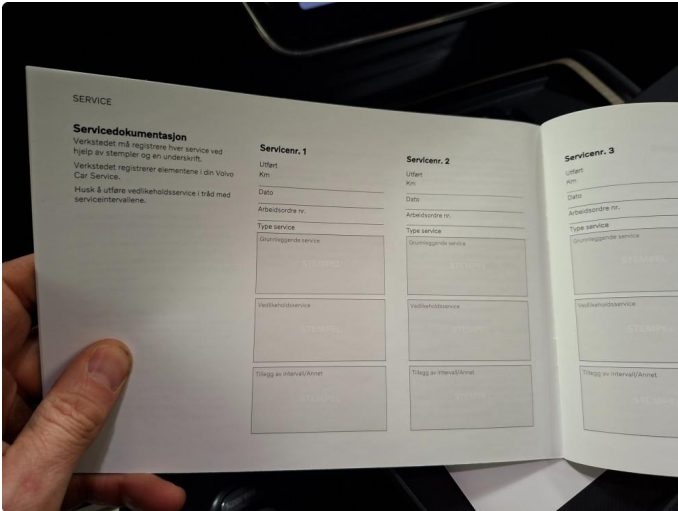 SERVICE
Servicedokumentasjon
Verkstedet må registrere hver service ved
hjelp av stempler og en underskrift.
Verkstedet registrerer elementene i din Volvo
Car Service.
Husk å utføre vedlikeholdsservice i tråd med
serviceintervallene.
Servicenr. 1
Utført
Km
Dato
Arbeidsordre nr.
Type service
Grunnleggende service
STEMPEL
Vedlikeholdsservice
STEMPEL
Tillegg av intervall/Annet
STEMPEL
Servicenr. 2
Utført
Km
Dato
Arbeidsordre nr.
Type service
Grunnleggende service
STEMPEL
Vedlikeholdsservice
STEMPEL
Tillegg av intervall/Annet
STEMPEL
Servicenr. 3
Utført
Km
Dato
Arbeidsordre nr.
Type service
Grunnleggende service
STEMPEL
Vedlikeholdsservice
STEMPEL
Tillegg av intervall/Annet
STEMPEL